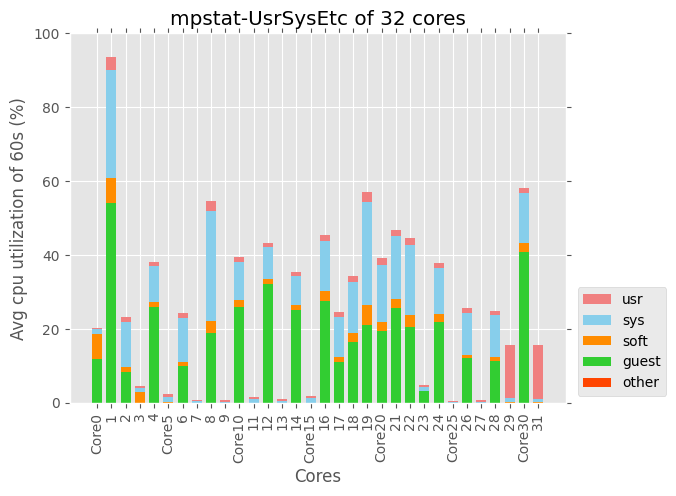 mpstat-UsrSysEtc of 32 cores
Avg cpu utilization of 60s (%)
100
80
60
40
20
0
Core0
1
2
3
4
Core5
6
7
8
9
Core10
11
12
13
14
Core15
16
17
18
19
Core20
21
22
23
24
Core25
26
27
28
29
Core30
31
Cores
usr
sys
soft
guest
other